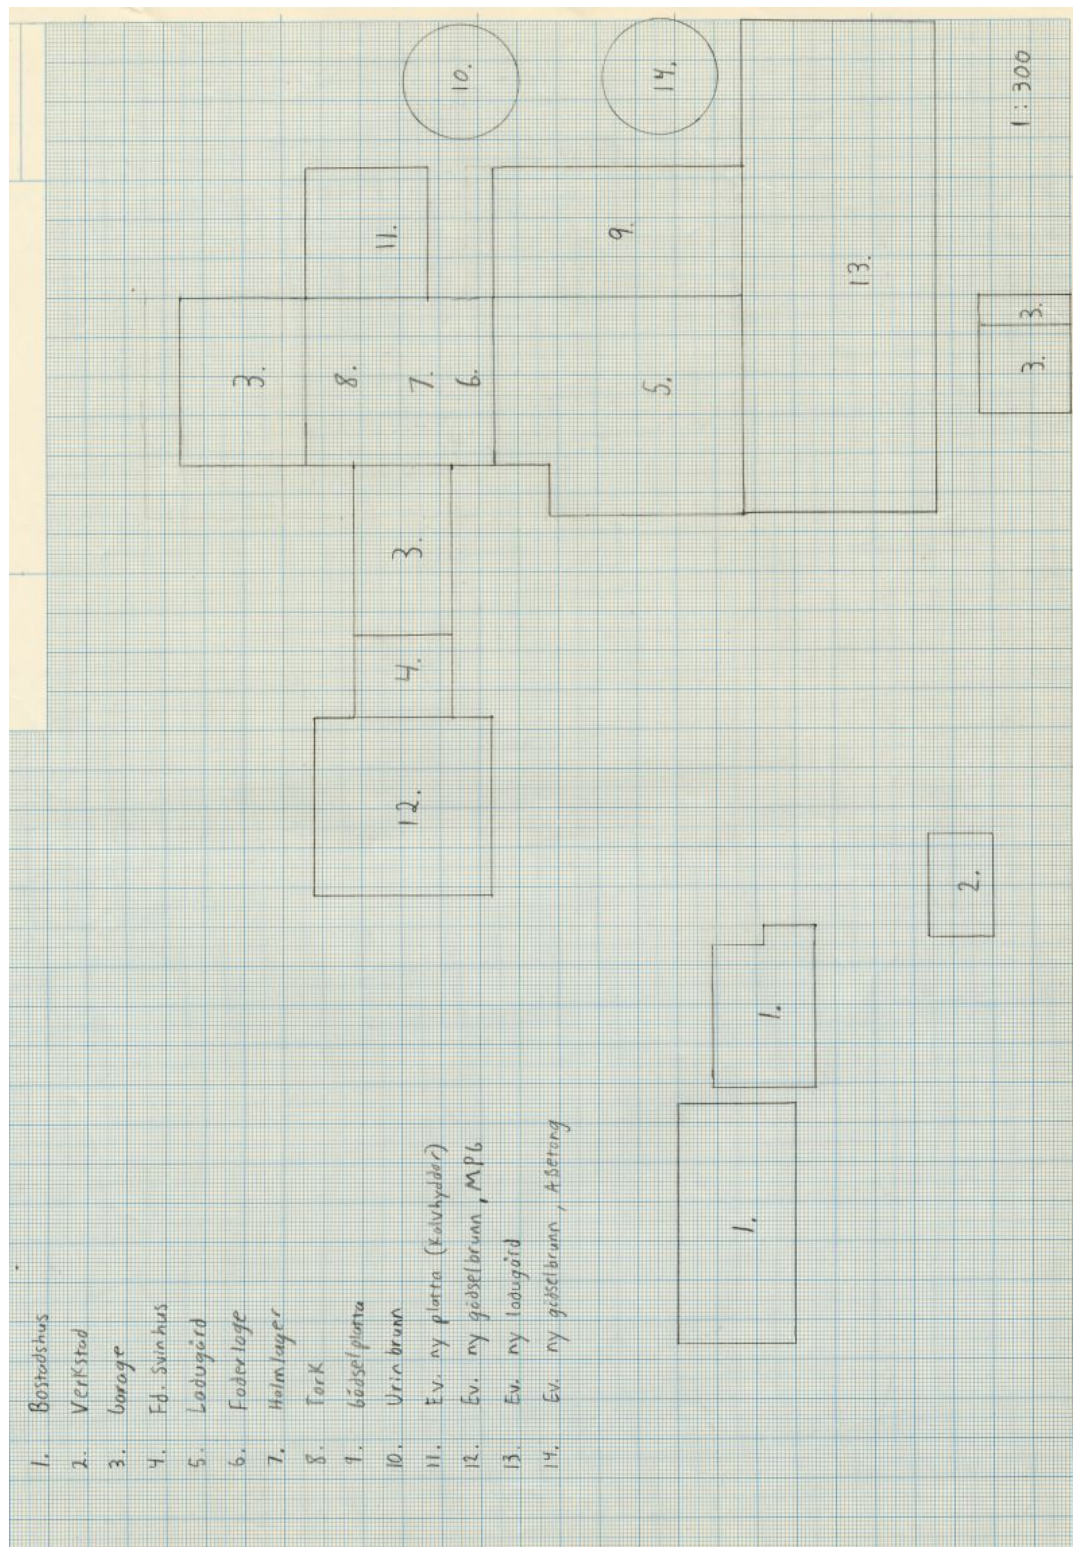 1. Bostadshus
2. Verkstad
3. Garage
4. Fd. Svinhus
5. Ladugård
6. Foderloge
7. Halmlager
8. Tork
9. Gödselplatta
10. Urinbrunn
11. Ev. ny platta (Kalvhyddor)
12. Ev. ny gödselbrunn, MPG
13. Ev. ny ladugård
14. Ev. ny gödselbrunn, ABetong
1.
1.
2.
12.
4.
3.
3.
8.
7.
6.
5.
11.
9.
10.
14.
13.
3.
3.
1:300